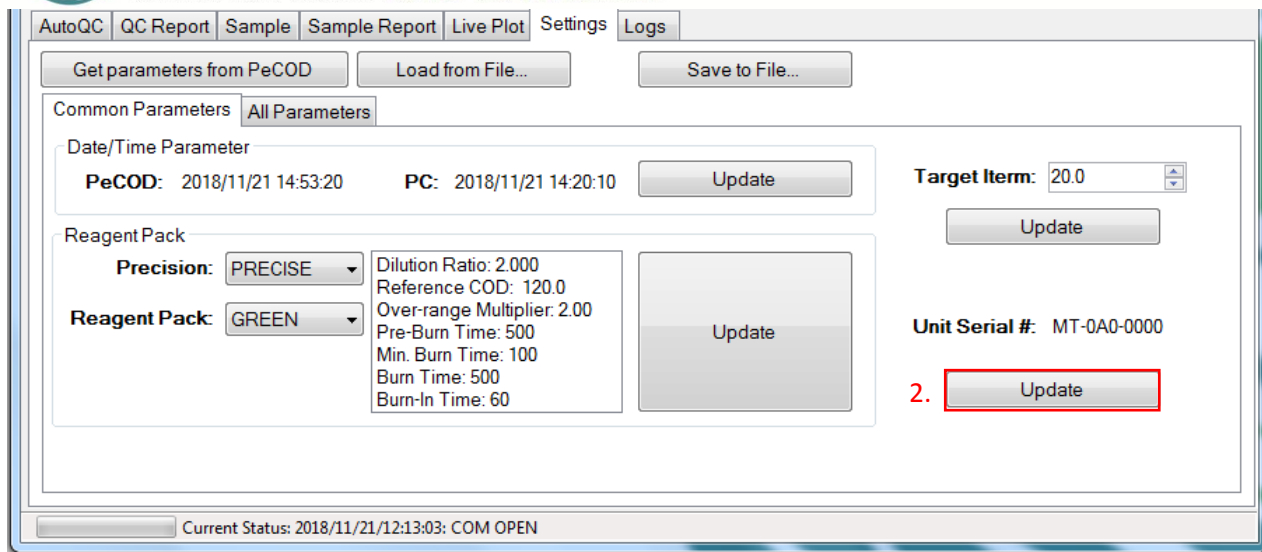 AutoQC QC Report Sample Sample Report Live Plot Settings Logs
Get parameters from PeCOD Load from File... Save to File...
Common Parameters All Parameters
Date/Time Parameter
PeCOD: 2018/11/21 14:53:20 PC: 2018/11/21 14:20:10 Update
Target Iterm: 20.0
Update
Reagent Pack
Precision: PRECISE
Reagent Pack: GREEN
Dilution Ratio: 2.000
Reference COD: 120.0
Over-range Multiplier: 2.00
Pre-Burn Time: 500
Min. Burn Time: 100
Burn Time: 500
Burn-In Time: 60
Update
Unit Serial #: MT-0A0-0000
2. Update
Current Status: 2018/11/21/12:13:03: COM OPEN